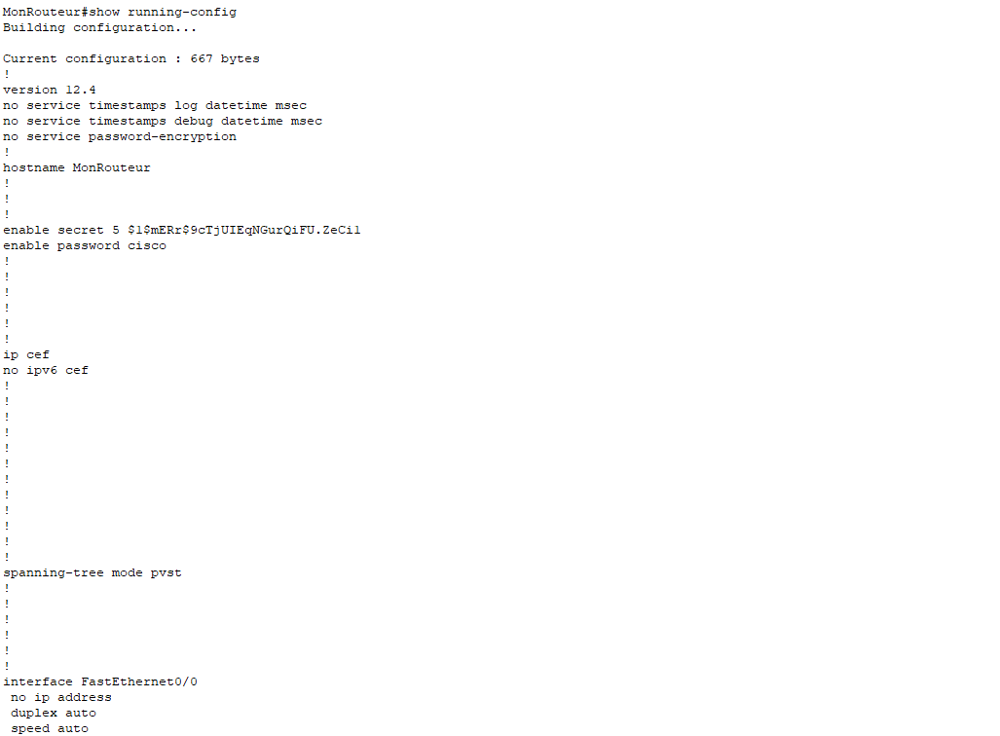 MonRouteur#show running-config
Building configuration...
Current configuration : 667 bytes
!
version 12.4
no service timestamps log datetime msec
no service timestamps debug datetime msec
no service password-encryption
!
hostname MonRouteur
!
!
!
enable secret 5 $1$mERr$9cTjUIEqNGurQiFU.ZeCi1
enable password cisco
!
!
!
!
!
!
ip cef
no ipv6 cef
!
!
!
!
!
!
!
!
!
!
!
!
spanning-tree mode pvst
!
!
!
!
!
!
interface FastEthernet0/0
 no ip address
 duplex auto
 speed auto